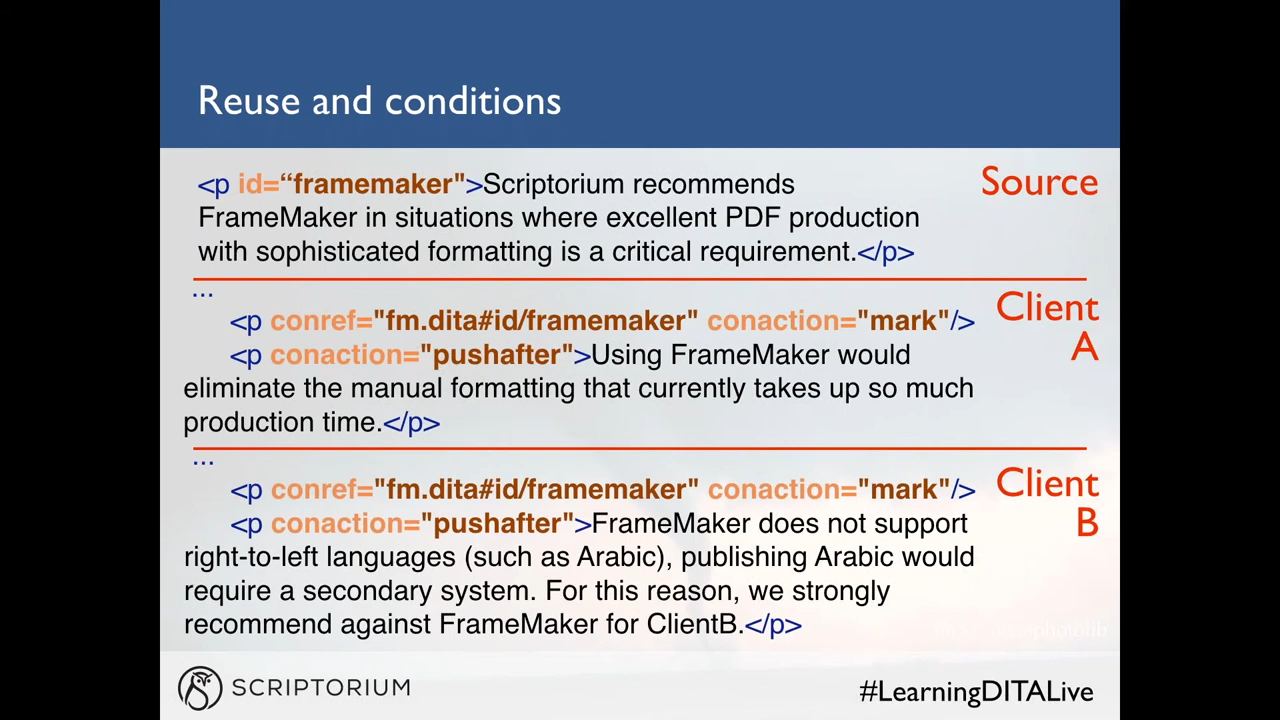 Reuse and conditions
<p id=“framemaker">Scriptorium recommends
FrameMaker in situations where excellent PDF production
with sophisticated formatting is a critical requirement.</p>
Source
...
<p conref="fm.dita#id/framemaker" conaction="mark"/>
<p conaction="pushafter">Using FrameMaker would
eliminate the manual formatting that currently takes up so much
production time.</p>
Client
A
...
<p conref="fm.dita#id/framemaker" conaction="mark"/>
<p conaction="pushafter">FrameMaker does not support
right-to-left languages (such as Arabic), publishing Arabic would
require a secondary system. For this reason, we strongly
recommend against FrameMaker for ClientB.</p>
Client
B
SCRIPTORIUM
#LearningDITALive